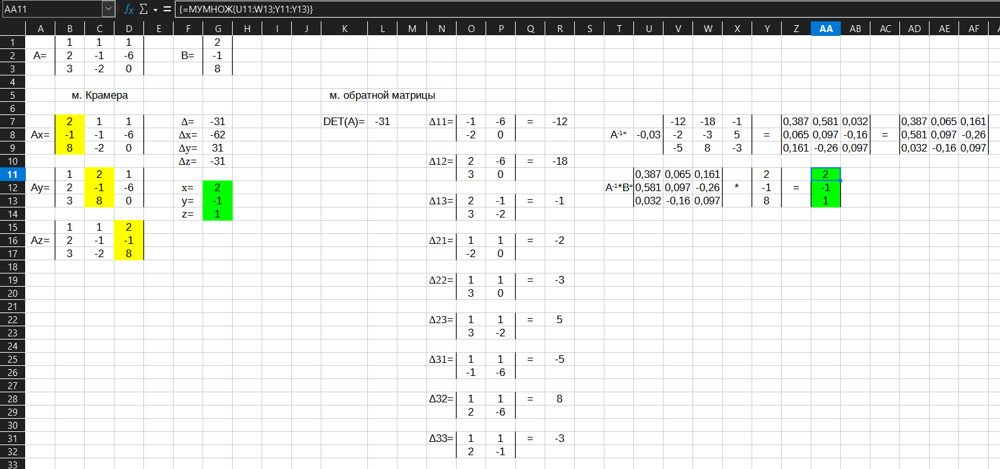 AA11 fx Σ = {=МУМНОЖ(U11:W13;Y11:Y13)}
A B C D E F G H I J K L M N O P Q R S T U V W X Y Z AA AB AC AD AE AF
1 1 1 1 2
2 A= 2 -1 -6 B= -1
3 3 -2 0 8
4
5 м. Крамера м. обратной матрицы
6
7 2 1 1 Δ= -31 DET(A)= -31 Δ11= -1 -6 = -12 -12 -18 -1 0,387 0,581 0,032 0,387 0,065 0,161
8 Ax= -1 -1 -6 Δx= -62 -2 0 A-1= -0,03 -2 -3 5 = 0,065 0,097 -0,16 = 0,581 0,097 -0,26
9 8 -2 0 Δy= 31 -5 8 -3 0,161 -0,26 0,097 0,032 -0,16 0,097
10 Δz= -31 Δ12= 2 -6 = -18
11 1 2 1 3 0 0,387 0,065 0,161 2 2
12 Ay= 2 -1 -6 x= 2 A-1*B= 0,581 0,097 -0,26 * -1 = -1
13 3 8 0 y= -1 Δ13= 2 -1 = -1 0,032 -0,16 0,097 8 1
14 z= 1 3 -2
15 1 1 2
16 Az= 2 -1 -1 Δ21= 1 1 = -2
17 3 -2 8 -2 0
18
19 Δ22= 1 1 = -3
20 3 0
21
22 Δ23= 1 1 = 5
23 3 -2
24
25 Δ31= 1 1 = -5
26 -1 -6
27
28 Δ32= 1 1 = 8
29 2 -6
30
31 Δ33= 1 1 = -3
32 2 -1
33